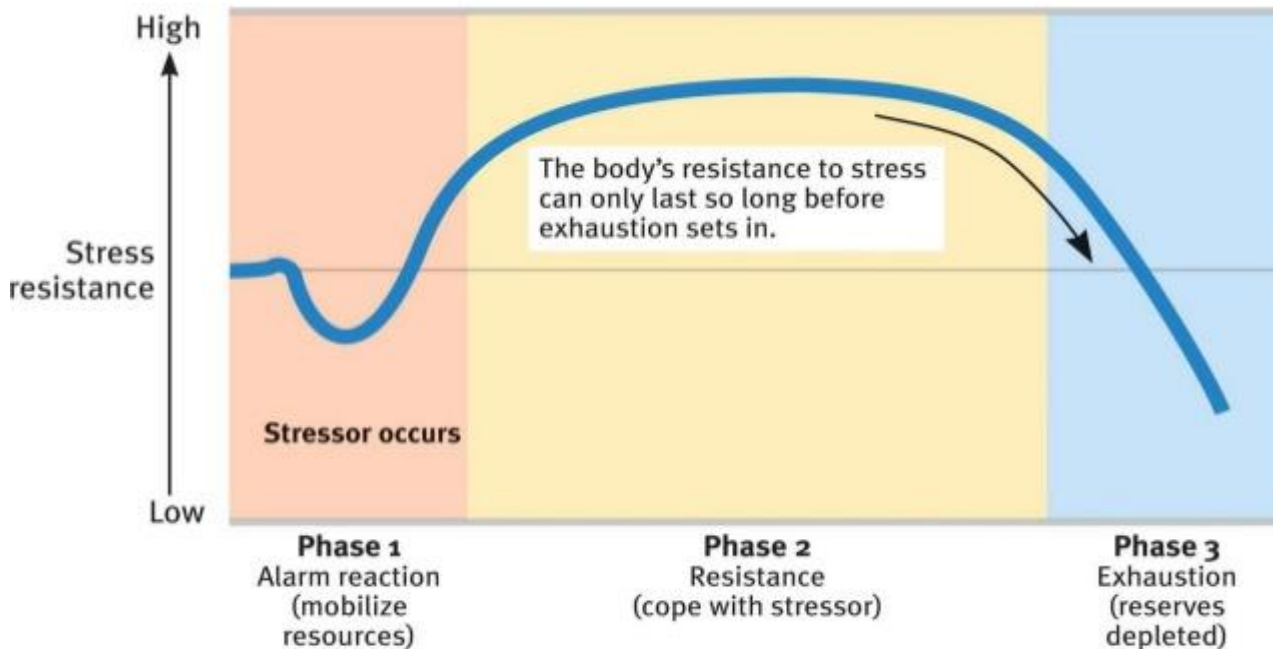 High
Stress
resistance
Low
The body's resistance to stress
can only last so long before
exhaustion sets in.
Stressor occurs
Phase 1
Alarm reaction
(mobilize
resources)
Phase 2
Resistance
(cope with stressor)
Phase 3
Exhaustion
(reserves
depleted)